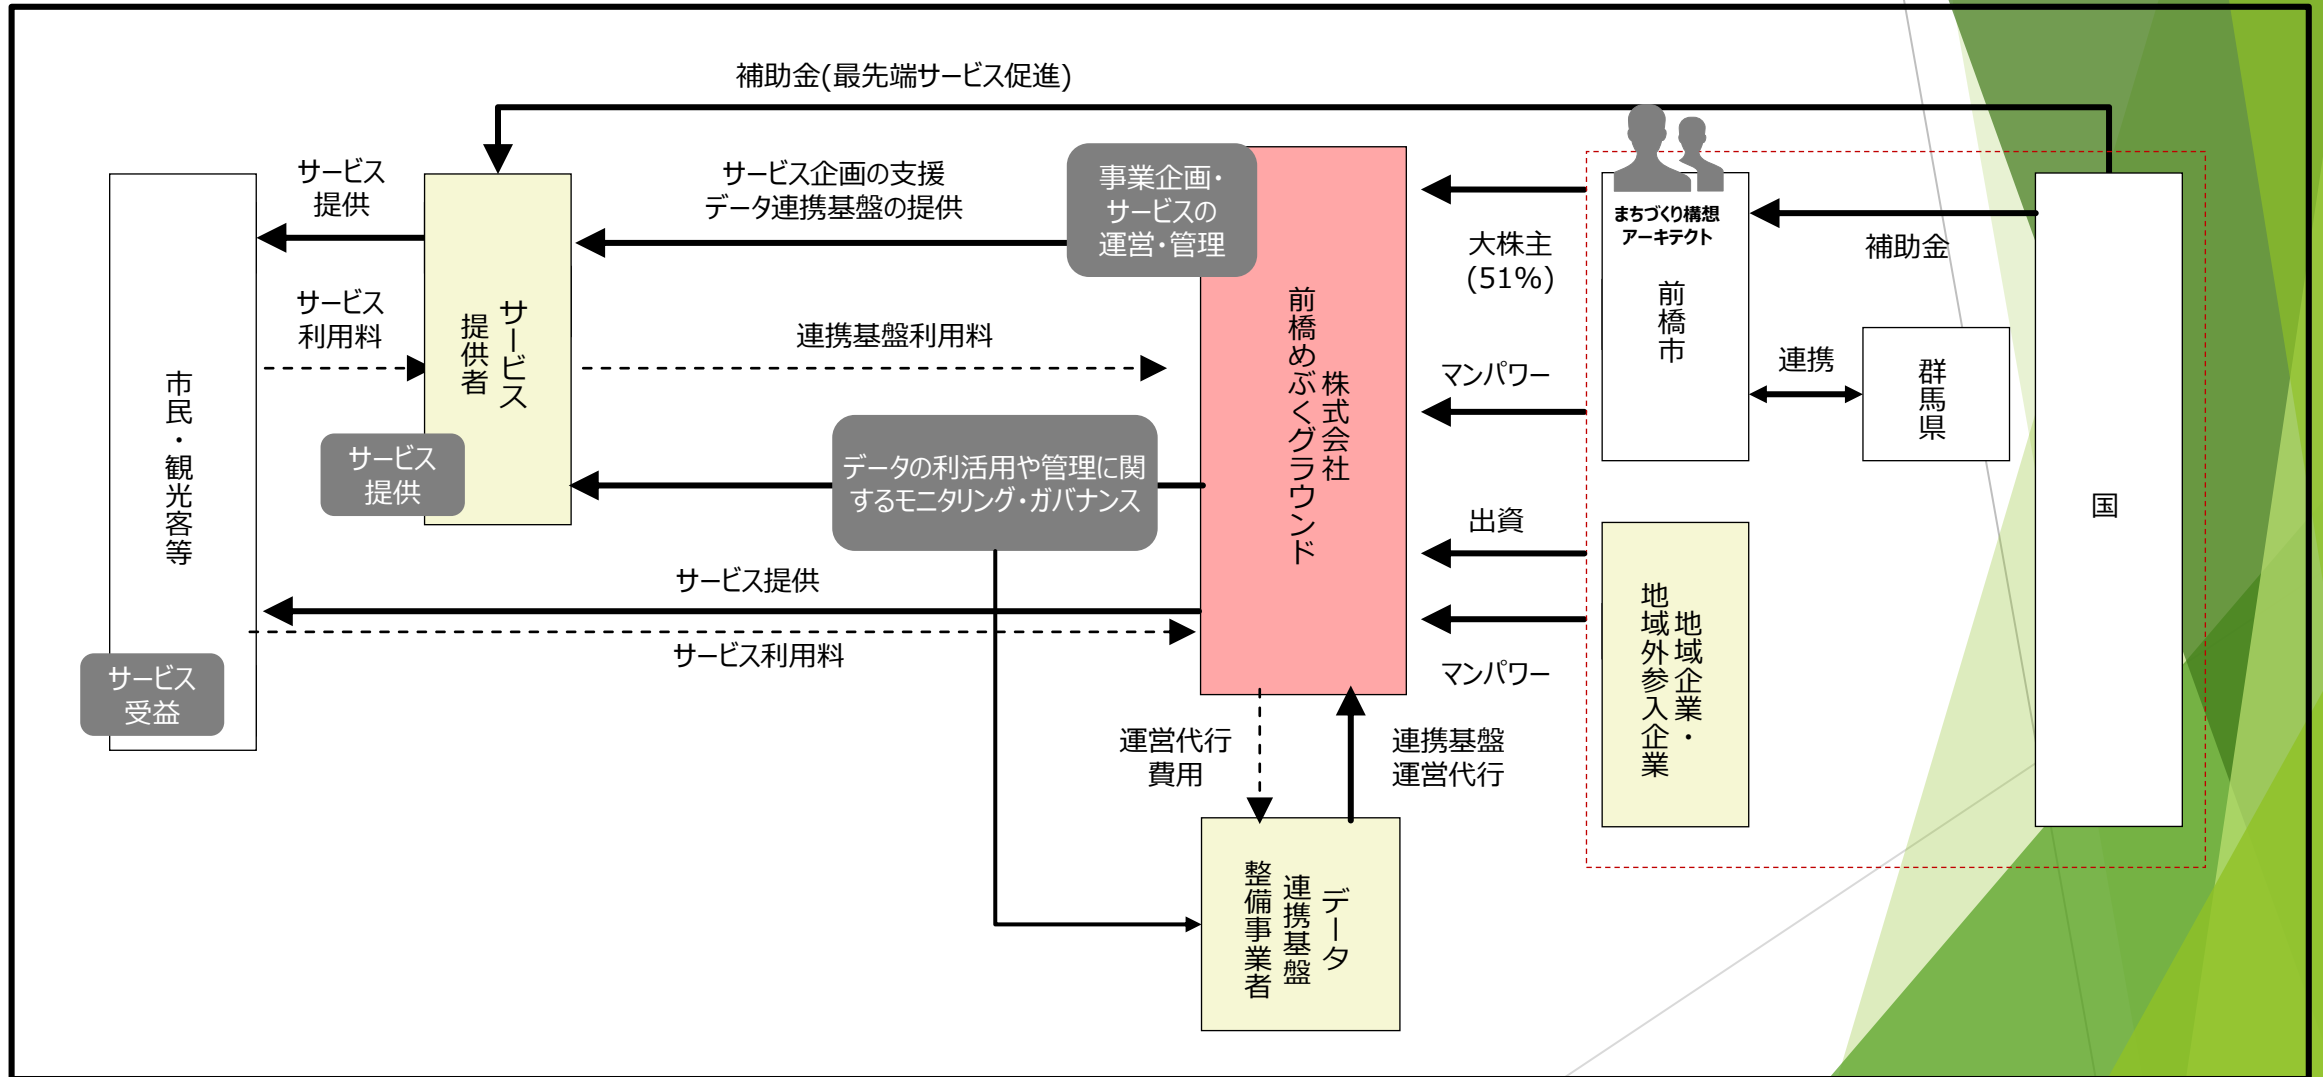 補助金(最先端サービス促進)
サービス
提供
サービス企画の支援
データ連携基盤の提供
事業企画・
サービスの
運営・管理
まちづくり構想
アーキテクト
大株主
(51%)
補助金
サービス
利用料
サービス
提供者
連携基盤利用料
株式会社
前橋めぶくグラウンド
前橋市
マンパワー
連携
群馬県
市民・観光客等
サービス
提供
データの利活用や管理に関
するモニタリング・ガバナンス
出資
国
サービス提供
サービス利用料
マンパワー
地域企業・
地域外参入企業
サービス
受益
運営代行
費用
連携基盤
運営代行
データ
連携基盤
整備事業者